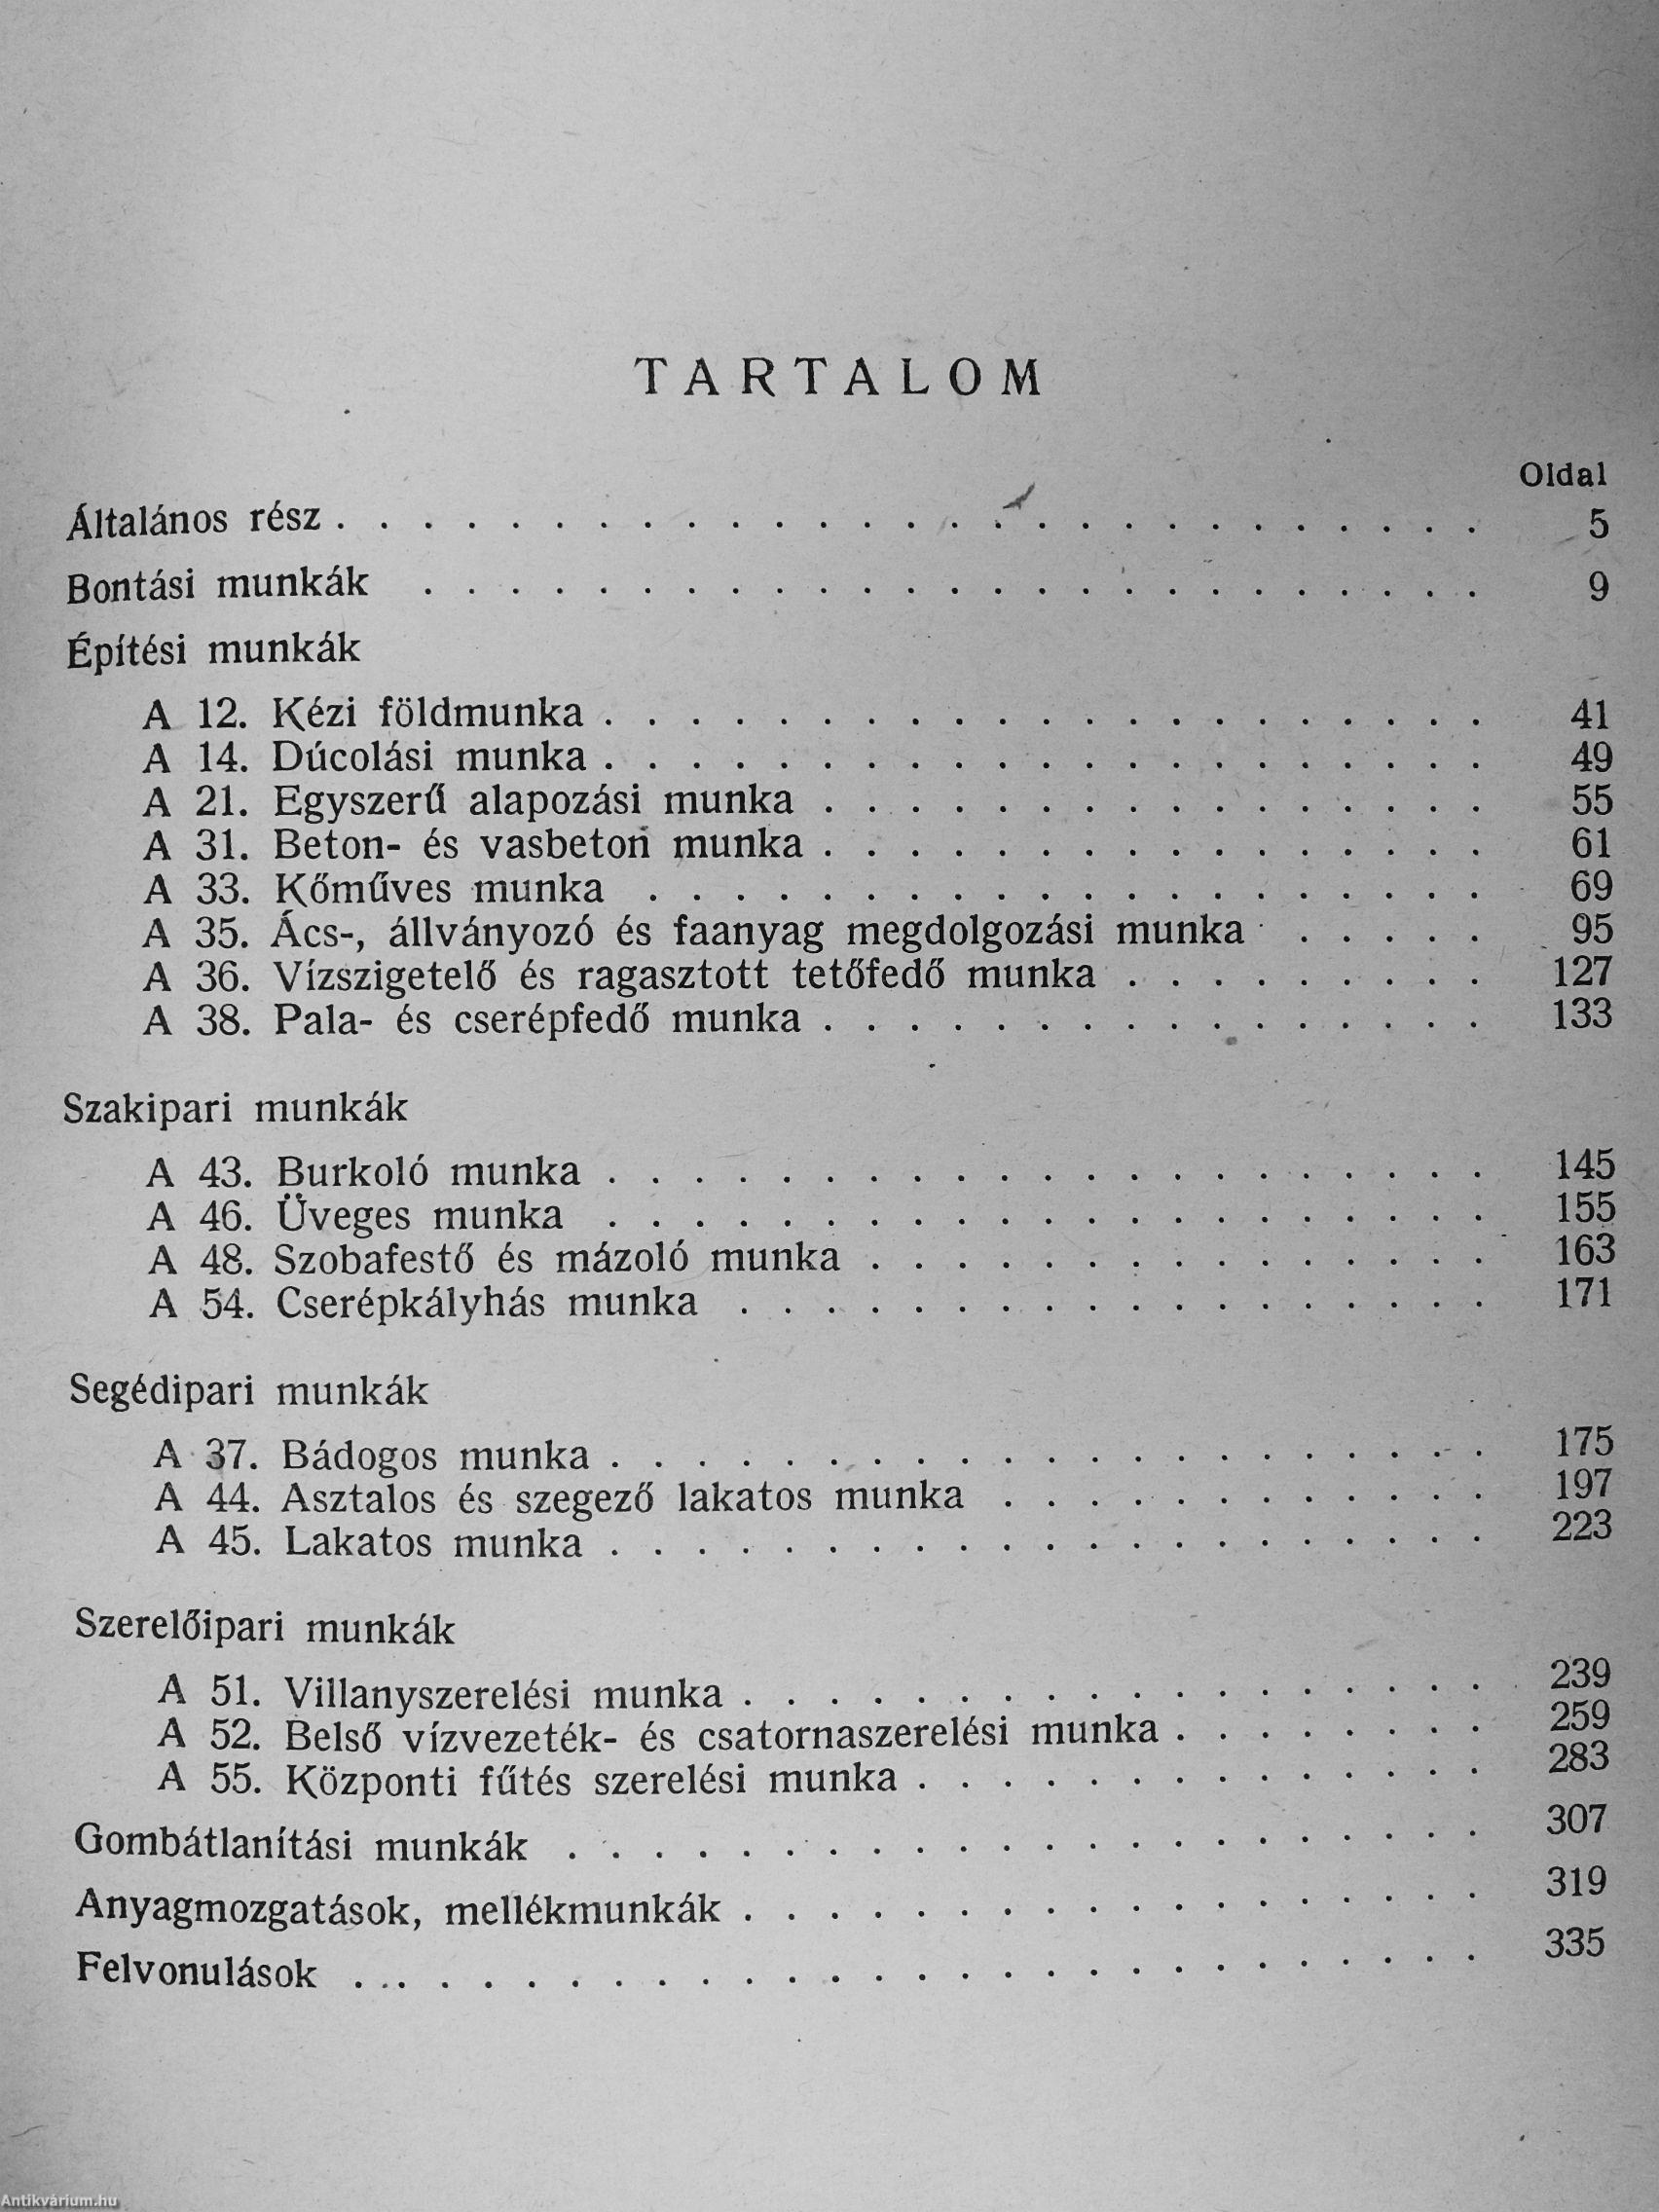 TARTALOM
Oldal
Általános rész . . . . . . . . . . . . . . . . . . . . . . . . . . . 5
Bontási munkák . . . . . . . . . . . . . . . . . . . . . . . . . 9
Építési munkák
A 12. Kézi földmunka . . . . . . . . . . . . . . . . . . . . . 41
A 14. Dúcolási munka . . . . . . . . . . . . . . . . . . . . . 49
A 21. Egyszerű alapozási munka . . . . . . . . . . . . . . . . 55
A 31. Beton- és vasbeton munka . . . . . . . . . . . . . . . . 61
A 33. Kőműves munka . . . . . . . . . . . . . . . . . . . . 69
A 35. Ács-, állványozó és faanyag megdolgozási munka . . . . . 95
A 36. Vízszigetelő és ragasztott tetőfedő munka . . . . . . . . . 127
A 38. Pala- és cserépfedő munka . . . . . . . . . . . . . . . . 133
Szakipari munkák
A 43. Burkoló munka . . . . . . . . . . . . . . . . . . . . . 145
A 46. Üveges munka . . . . . . . . . . . . . . . . . . . . . 155
A 48. Szobafestő és mázoló munka . . . . . . . . . . . . . . . 163
A 54. Cserépkályhás munka . . . . . . . . . . . . . . . . . . 171
Segédipari munkák
A 37. Bádogos munka . . . . . . . . . . . . . . . . . . . . . 175
A 44. Asztalos és szegező lakatos munka . . . . . . . . . . . . 197
A 45. Lakatos munka . . . . . . . . . . . . . . . . . . . . . 223
Szerelőipari munkák
A 51. Villanyszerelési munka . . . . . . . . . . . . . . . . . . 239
A 52. Belső vízvezeték- és csatornaszerelési munka . . . . . . . . 259
A 55. Központi fűtés szerelési munka . . . . . . . . . . . . . . 283
Gombátlanítási munkák . . . . . . . . . . . . . . . . . . . . . . 307
Anyagmozgatások, mellékmunkák . . . . . . . . . . . . . . . . . . 319
Felvonulások . . . . . . . . . . . . . . . . . . . . . . . . . . . 335
Antikvárium.hu